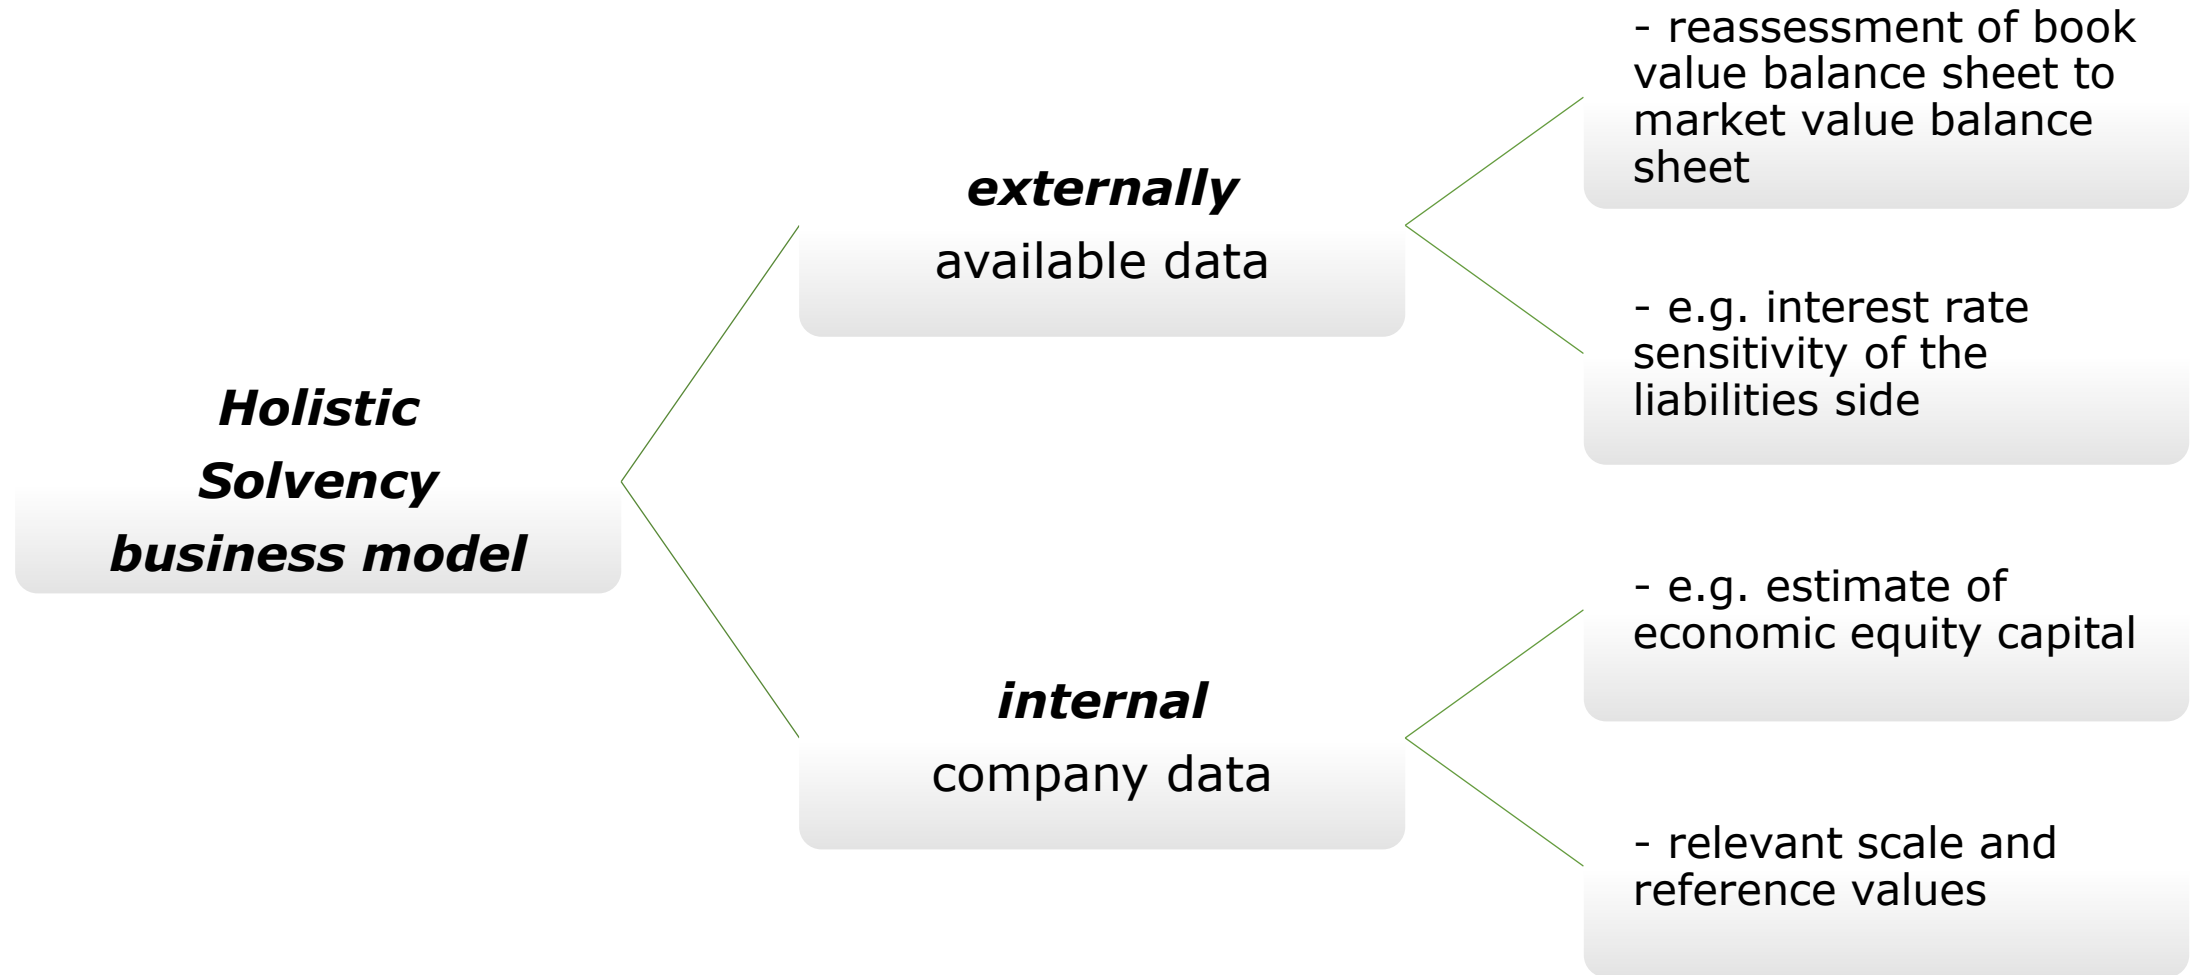 Holistic
Solvency
business model
externally
available data
- reassessment of book
value balance sheet to
market value balance
sheet
- e.g. interest rate
sensitivity of the
liabilities side
internal
company data
- e.g. estimate of
economic equity capital
- relevant scale and
reference values